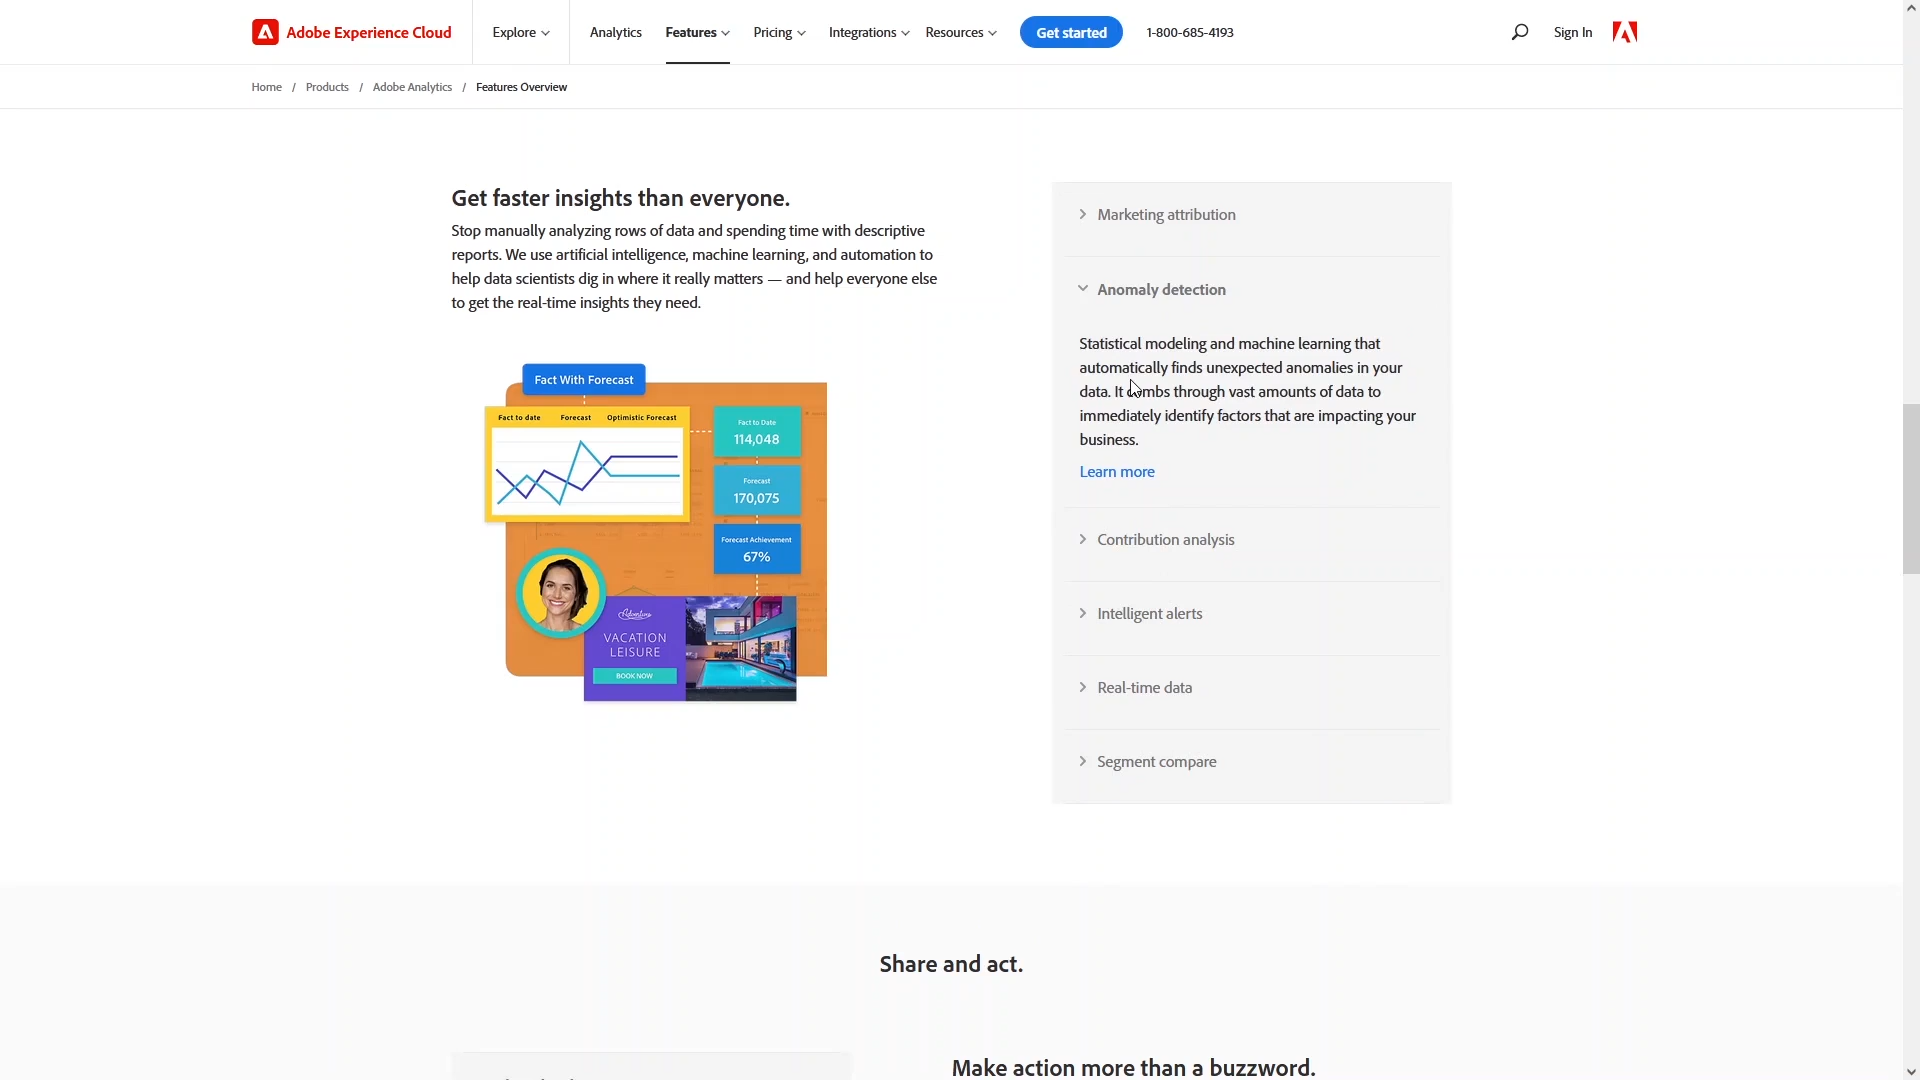 Adobe Experience Cloud
Explore
Analytics
Features
Pricing
Integrations
Resources
Get started
1-800-685-4193
Sign In
Home / Products / Adobe Analytics / Features Overview
Get faster insights than everyone.
Stop manually analyzing rows of data and spending time with descriptive
reports. We use artificial intelligence, machine learning, and automation to
help data scientists dig in where it really matters — and help everyone else
to get the real-time insights they need.
Fact With Forecast
Fact to date
Forecast
Optimistic Forecast
Fact to Date
114,048
Forecast
170,075
Forecast Achievement
67%
VACATION
LEISURE
BOOK NOW
Marketing attribution
Anomaly detection
Statistical modeling and machine learning that
automatically finds unexpected anomalies in your
data. It combs through vast amounts of data to
immediately identify factors that are impacting your
business.
Learn more
Contribution analysis
Intelligent alerts
Real-time data
Segment compare
Share and act.
Make action more than a buzzword.